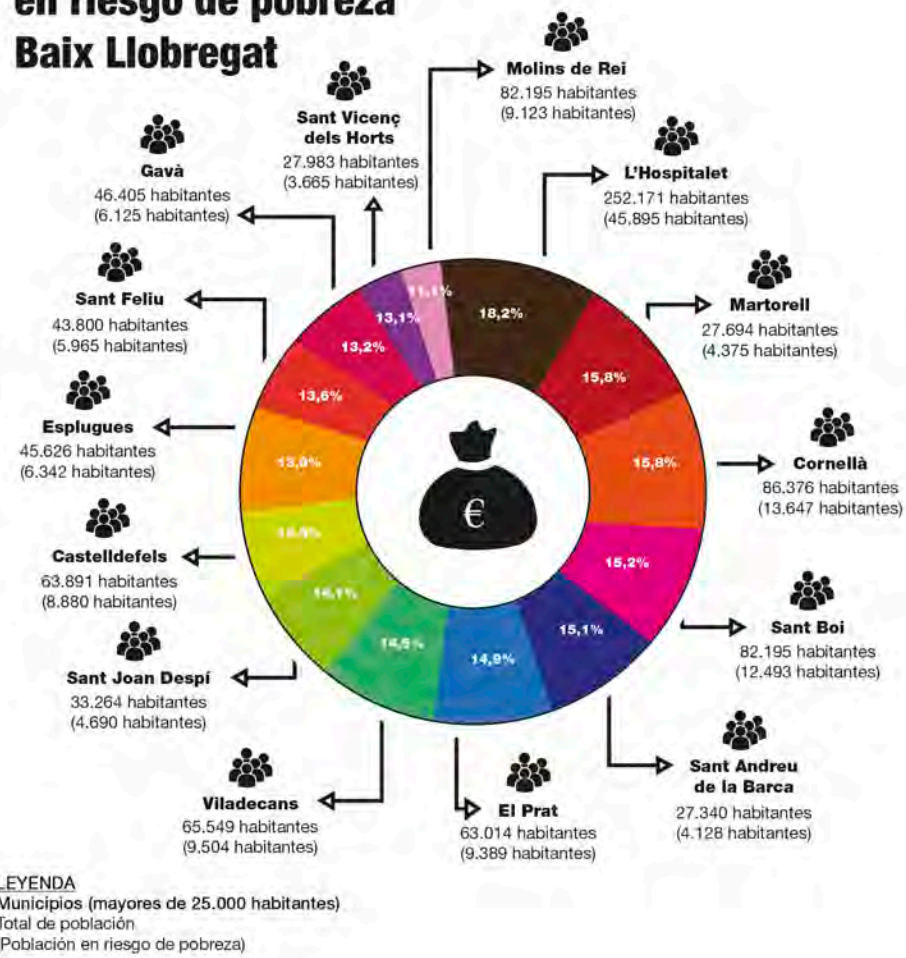 en riesgo de pobreza
Baix Llobregat
Molins de Rei
82.195 habitantes
(9.123 habitantes)
Sant Vicenç
dels Horts
27.983 habitantes
(3.665 habitantes)
Gavà
46.405 habitantes
(6.125 habitantes)
L'Hospitalet
252.171 habitantes
(45.895 habitantes)
Sant Feliu
43.800 habitantes
(5.965 habitantes)
Martorell
27.694 habitantes
(4.375 habitantes)
Esplugues
45.626 habitantes
(6.342 habitantes)
Cornellà
86.376 habitantes
(13.647 habitantes)
Castelldefels
63.891 habitantes
(8.880 habitantes)
Sant Boi
82.195 habitantes
(12.493 habitantes)
Sant Joan Despí
33.264 habitantes
(4.690 habitantes)
Sant Andreu
de la Barca
27.340 habitantes
(4.128 habitantes)
Viladecans
65.549 habitantes
(9.504 habitantes)
El Prat
63.014 habitantes
(9.389 habitantes)
11,1%
18,2%
13,1%
13,2%
15,8%
13,6%
13,9%
15,8%
14,1%
15,2%
14,5%
15,1%
14,9%
€
LEYENDA
Municipios (mayores de 25.000 habitantes)
Total de población
Población en riesgo de pobreza)